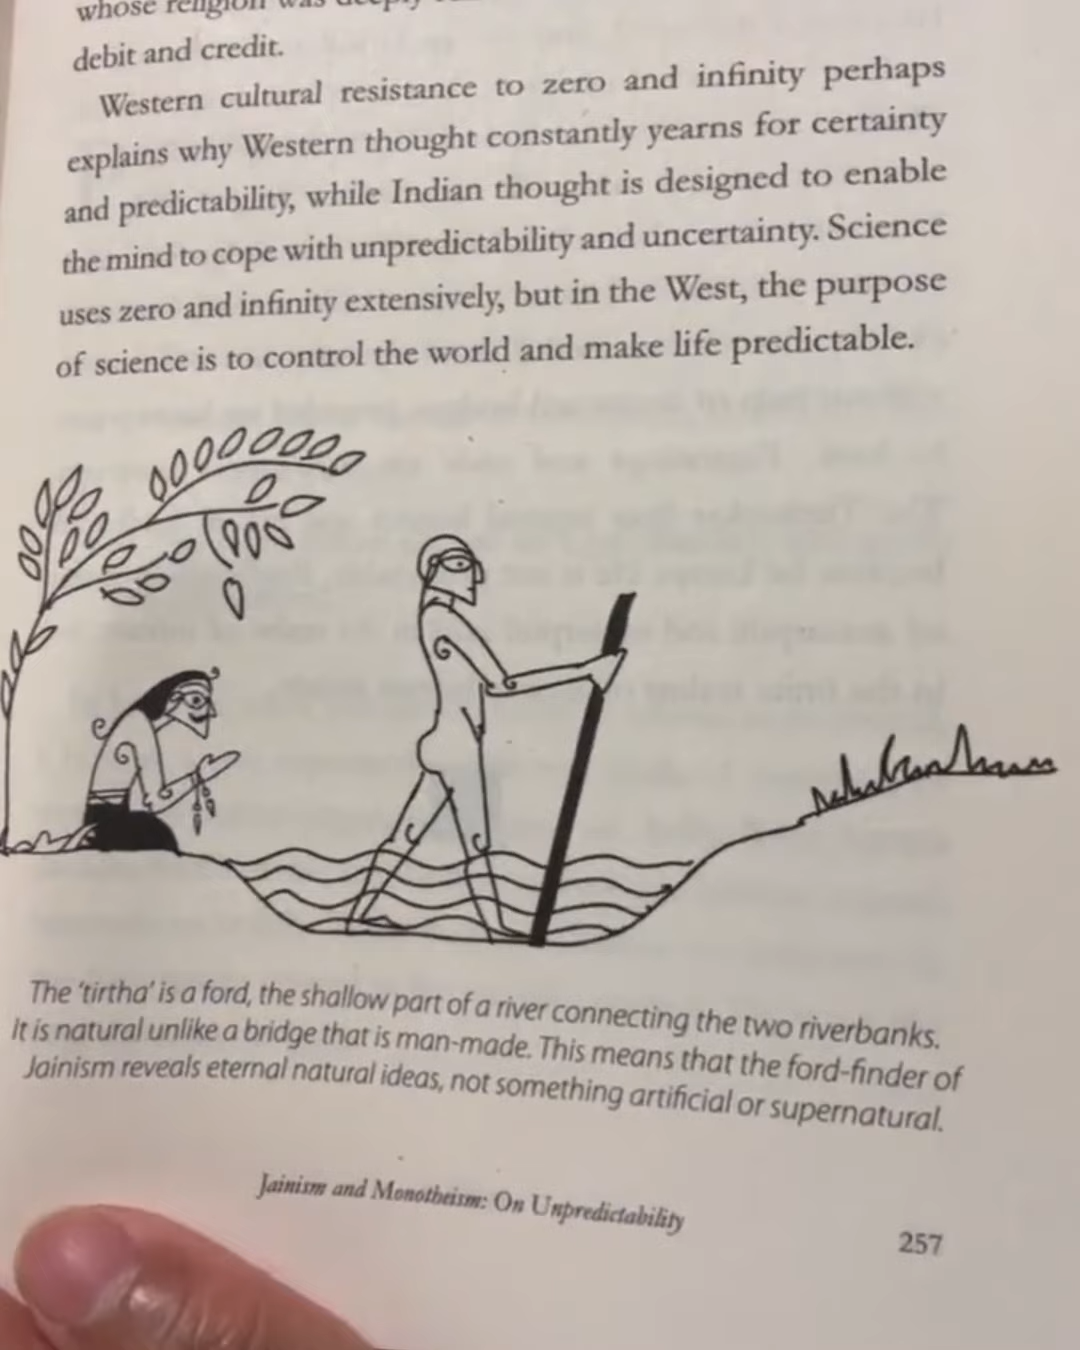 whose religion was deeply
debit and credit.
Western cultural resistance to zero and infinity perhaps
explains why Western thought constantly yearns for certainty
and predictability, while Indian thought is designed to enable
the mind to cope with unpredictability and uncertainty. Science
uses zero and infinity extensively, but in the West, the purpose
of science is to control the world and make life predictable.
The 'tirtha' is a ford, the shallow part of a river connecting the two riverbanks.
It is natural unlike a bridge that is man-made. This means that the ford-finder of
Jainism reveals eternal natural ideas, not something artificial or supernatural.
Jainism and Monotheism: On Unpredictability
257